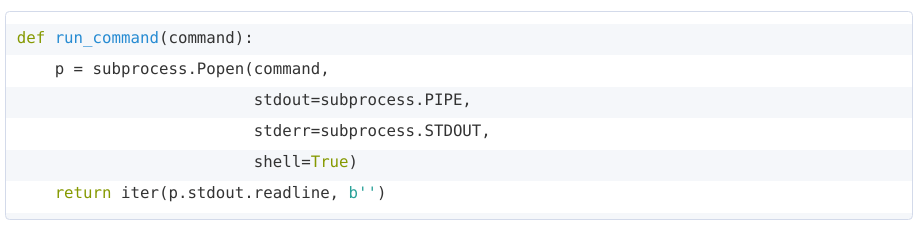 def run_command(command):
    p = subprocess.Popen(command,
                         stdout=subprocess.PIPE,
                         stderr=subprocess.STDOUT,
                         shell=True)
    return iter(p.stdout.readline, b'')